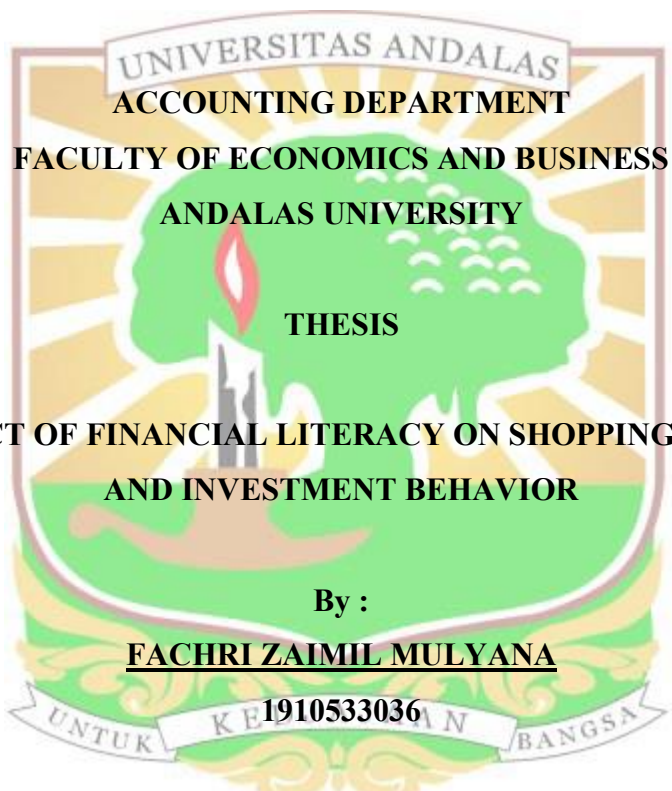 UNIVERSITAS ANDALAS
ACCOUNTING DEPARTMENT
FACULTY OF ECONOMICS AND BUSINESS
ANDALAS UNIVERSITY
THESIS
CT OF FINANCIAL LITERACY ON SHOPPING
AND INVESTMENT BEHAVIOR
By :
FACHRI ZAIMIL MULYANA
1910533036
UNTUK BANGSA